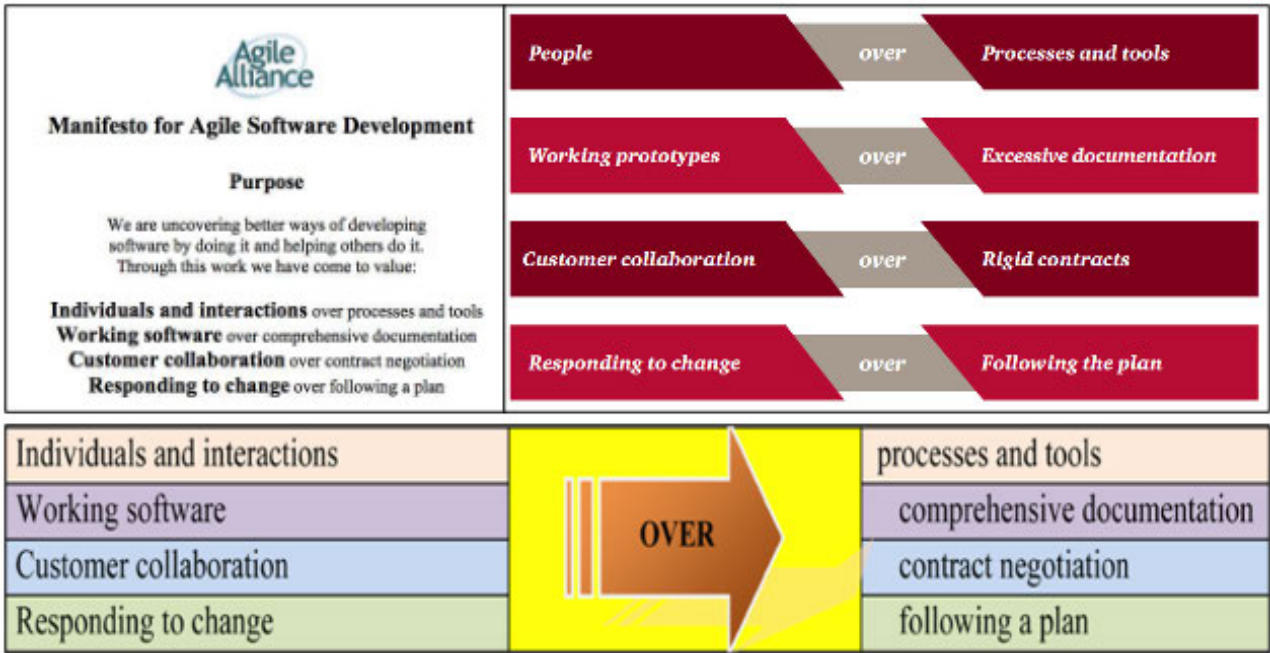 Agile
Alliance
Manifesto for Agile Software Development
Purpose
We are uncovering better ways of developing
software by doing it and helping others do it.
Through this work we have come to value:
Individuals and interactions over processes and tools
Working software over comprehensive documentation
Customer collaboration over contract negotiation
Responding to change over following a plan
People over Processes and tools
Working prototypes over Excessive documentation
Customer collaboration over Rigid contracts
Responding to change over Following the plan
Individuals and interactions processes and tools
Working software comprehensive documentation
OVER
Customer collaboration contract negotiation
Responding to change following a plan